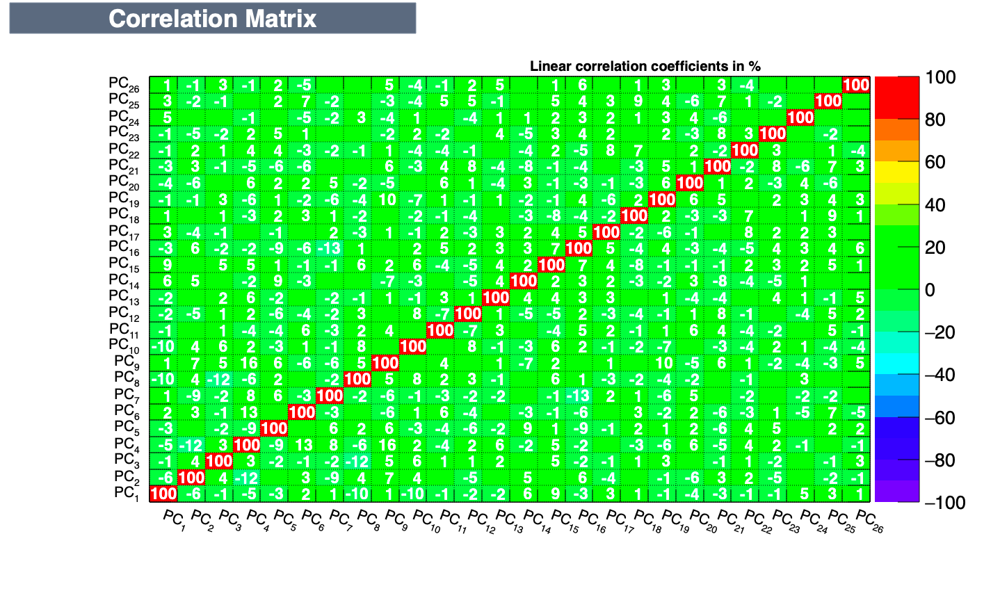 Correlation Matrix
Linear correlation coefficients in %
PC26 1 -1 3 -1 2 -5 5 -4 -1 2 5 1 6 1 3 3 -4 100
PC25 3 -2 -1 2 7 -2 -3 -4 5 5 -1 5 4 3 9 4 -6 7 1 -2 100
PC24 5 -1 -5 -2 3 -4 1 -4 1 1 2 3 2 1 3 4 -6 100
PC23 -1 -5 -2 2 5 1 -2 2 -2 4 -5 3 4 2 2 -3 8 3 100 -2
PC22 -1 2 1 4 4 -3 -2 -1 1 -4 -4 -1 -4 2 -5 8 7 2 -2 100 3 1 -4
PC21 -3 3 -1 -5 -6 -6 6 -3 4 8 -4 -8 -1 -4 -3 5 1 100 -2 8 -6 7 3
PC20 -4 -6 6 2 2 5 -2 -5 6 1 -4 3 -1 -3 -1 -3 6 100 1 2 -3 4 -6
PC19 -1 -1 3 -6 1 -2 -6 -4 10 -7 1 -1 1 -2 -1 4 -6 2 100 6 5 2 3 4 3
PC18 1 1 -3 2 3 1 -2 -2 -1 -4 -3 -8 -4 -2 100 2 -3 -3 7 1 9 1
PC17 3 -4 -1 -1 2 -3 1 -1 2 -3 3 2 4 5 100 -2 -6 -1 8 2 2 3
PC16 -3 6 -2 -2 -9 -6 -13 1 2 5 2 3 3 7 100 5 -4 4 -3 -4 -5 4 3 4 6
PC15 9 5 5 1 -1 -1 6 2 6 -4 -5 4 2 100 7 4 -8 -1 -1 -1 2 3 2 5 1
PC14 6 5 -2 9 -3 -7 -3 -5 4 100 2 3 2 -3 -2 3 -8 -4 -5 1
PC13 -2 2 6 -2 -2 -1 1 -1 3 1 100 4 4 3 3 1 -4 -4 4 1 -1 5
PC12 -2 -5 1 2 -6 -4 -2 3 8 -7 100 1 -5 -5 2 -3 -4 -1 1 8 -1 -4 5 2
PC11 -1 1 -4 -4 6 -3 2 4 100 -7 3 -4 5 2 -1 1 6 4 -4 -2 5 -1
PC10 -10 4 6 2 -3 1 -1 8 100 8 -1 -3 6 2 -1 -2 -7 -3 -4 2 1 -4 -4
PC9 1 7 5 16 6 -6 -6 5 100 4 1 -7 2 1 10 -5 6 1 -2 -4 -3 5
PC8 -10 4 -12 -6 2 -2 100 5 8 2 3 -1 6 1 -3 -2 -4 -2 -1 3
PC7 1 -9 -2 8 6 -3 100 -2 -6 -1 -3 -2 -2 -1 -13 2 1 -6 5 -2 -2 -2
PC6 2 3 -1 13 100 -3 -6 1 6 -4 -3 -1 -6 3 -2 2 -6 -3 1 -5 7 -5
PC5 -3 -2 -9 100 6 2 6 -3 -4 -6 -2 9 1 -9 -1 2 1 2 -6 4 5 2 2
PC4 -5 -12 3 100 -9 13 8 -6 16 2 -4 2 6 -2 5 -2 -3 -6 6 -5 4 2 -1 -1
PC3 -1 4 100 3 -2 -1 -2 -12 5 6 1 1 2 5 -2 -1 1 3 -1 1 -2 -1 3
PC2 -6 100 4 -12 3 -9 4 7 4 -5 5 6 -4 -1 -6 3 2 -5 -2 -1
PC1 100 -6 -1 -5 -3 2 1 -10 1 -10 -1 -2 -2 6 9 -3 3 1 -1 -4 -3 -1 -1 5 3 1
PC1 PC2 PC3 PC4 PC5 PC6 PC7 PC8 PC9 PC10 PC11 PC12 PC13 PC14 PC15 PC16 PC17 PC18 PC19 PC20 PC21 PC22 PC23 PC24 PC25 PC26
100
80
60
40
20
0
−20
−40
−60
−80
−100